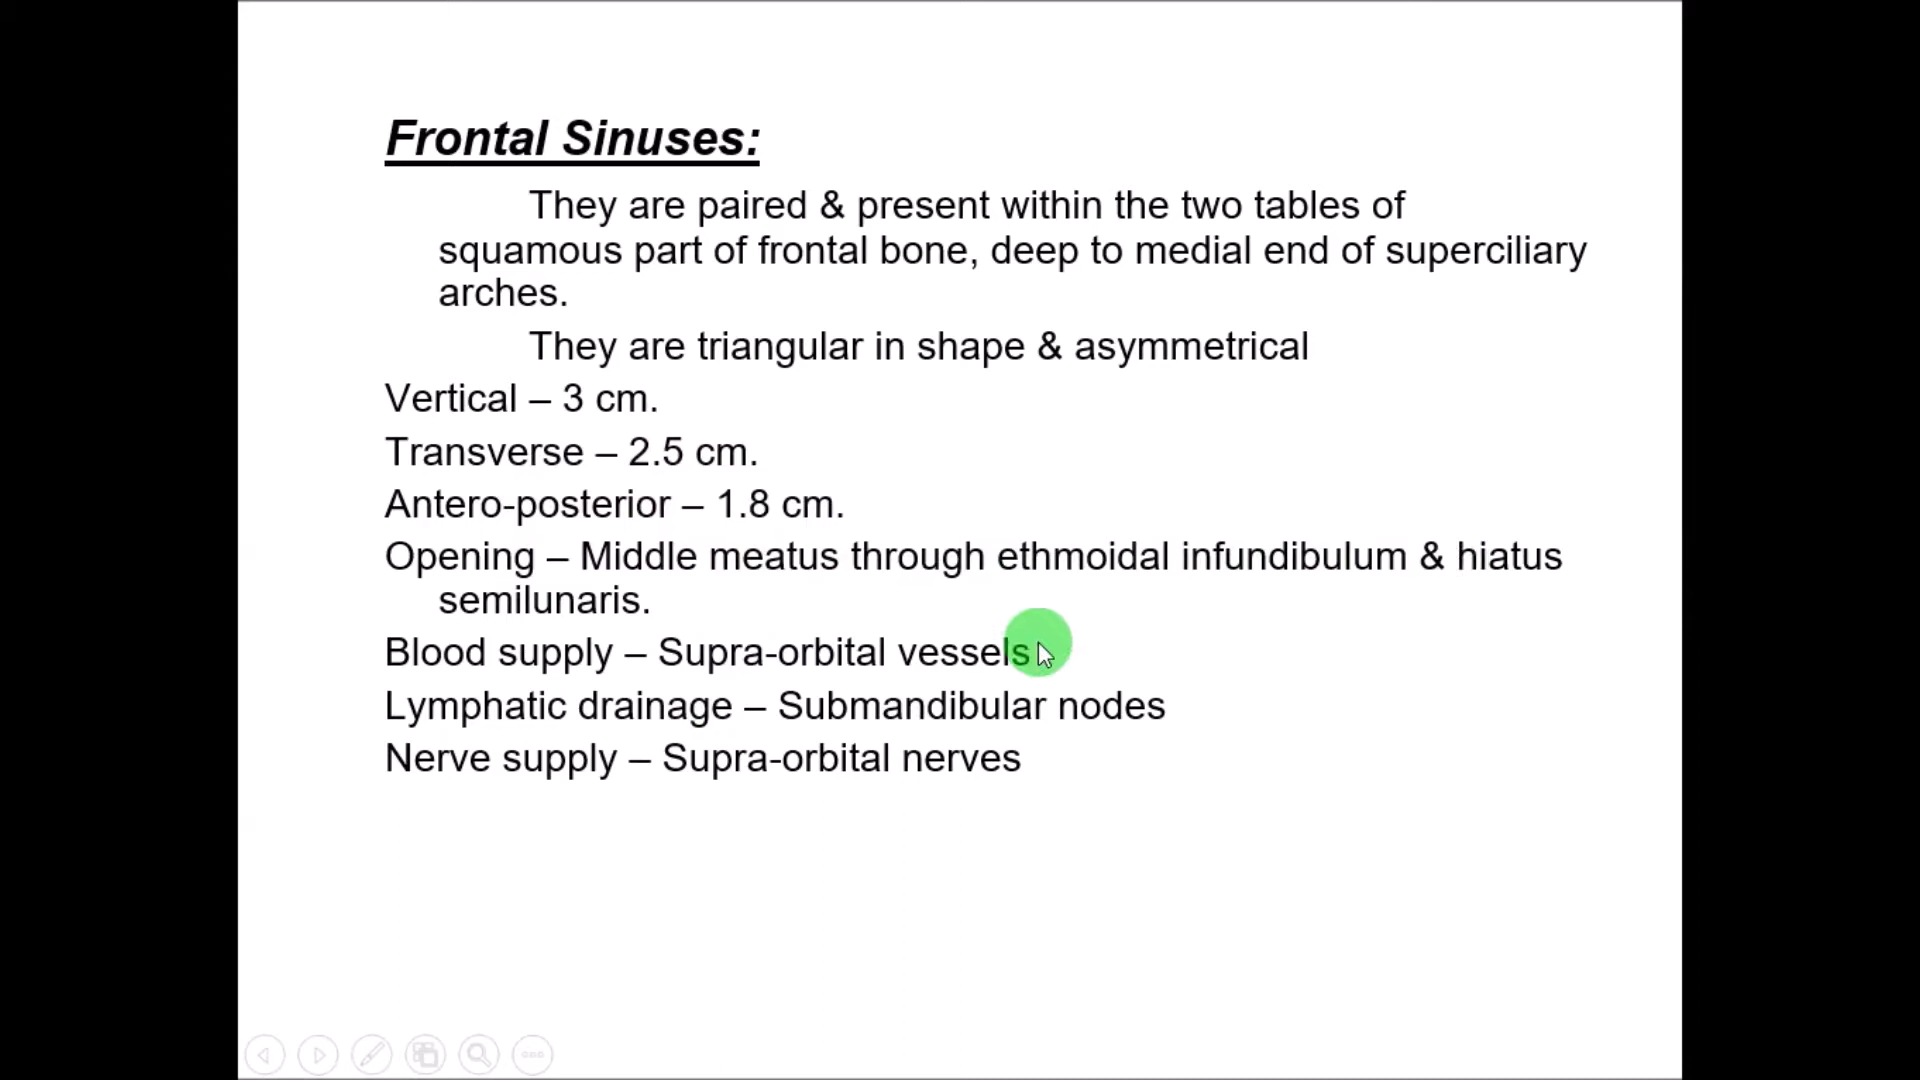 Frontal Sinuses:
They are paired & present within the two tables of
squamous part of frontal bone, deep to medial end of superciliary
arches.
They are triangular in shape & asymmetrical
Vertical – 3 cm.
Transverse – 2.5 cm.
Antero-posterior – 1.8 cm.
Opening – Middle meatus through ethmoidal infundibulum & hiatus
semilunaris.
Blood supply – Supra-orbital vessels
Lymphatic drainage – Submandibular nodes
Nerve supply – Supra-orbital nerves